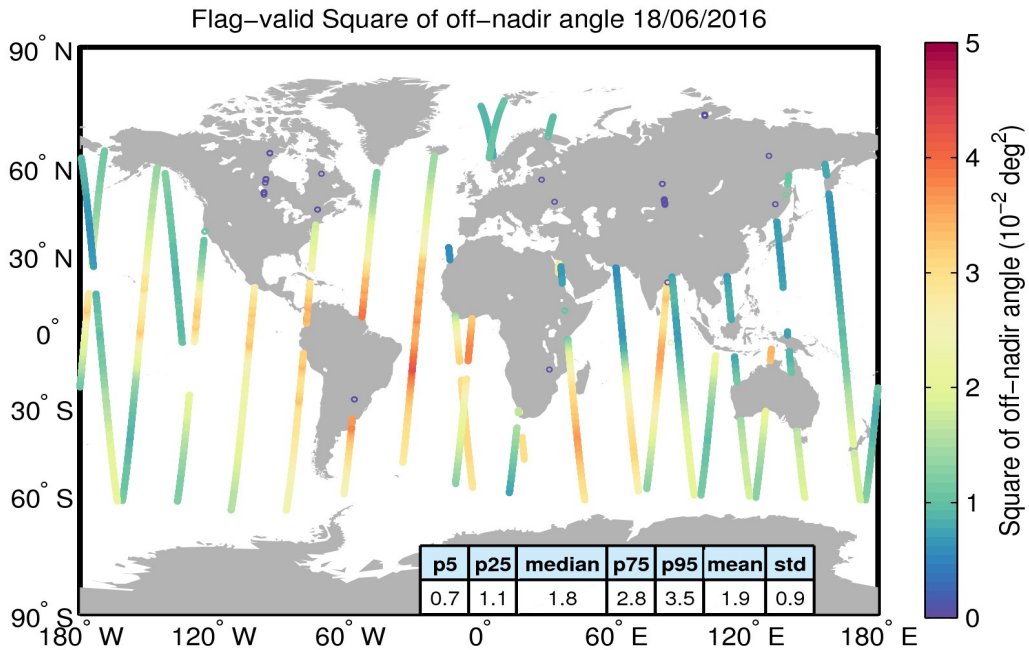 Flag−valid Square of off−nadir angle 18/06/2016
90° N
60° N
30° N
0°
30° S
60° S
90° S
180° W
120° W
60° W
0°
60° E
120° E
180° E
p5 p25 median p75 p95 mean std
0.7 1.1 1.8 2.8 3.5 1.9 0.9
5
4
3
2
1
0
Square of off−nadir angle (10⁻² deg²)